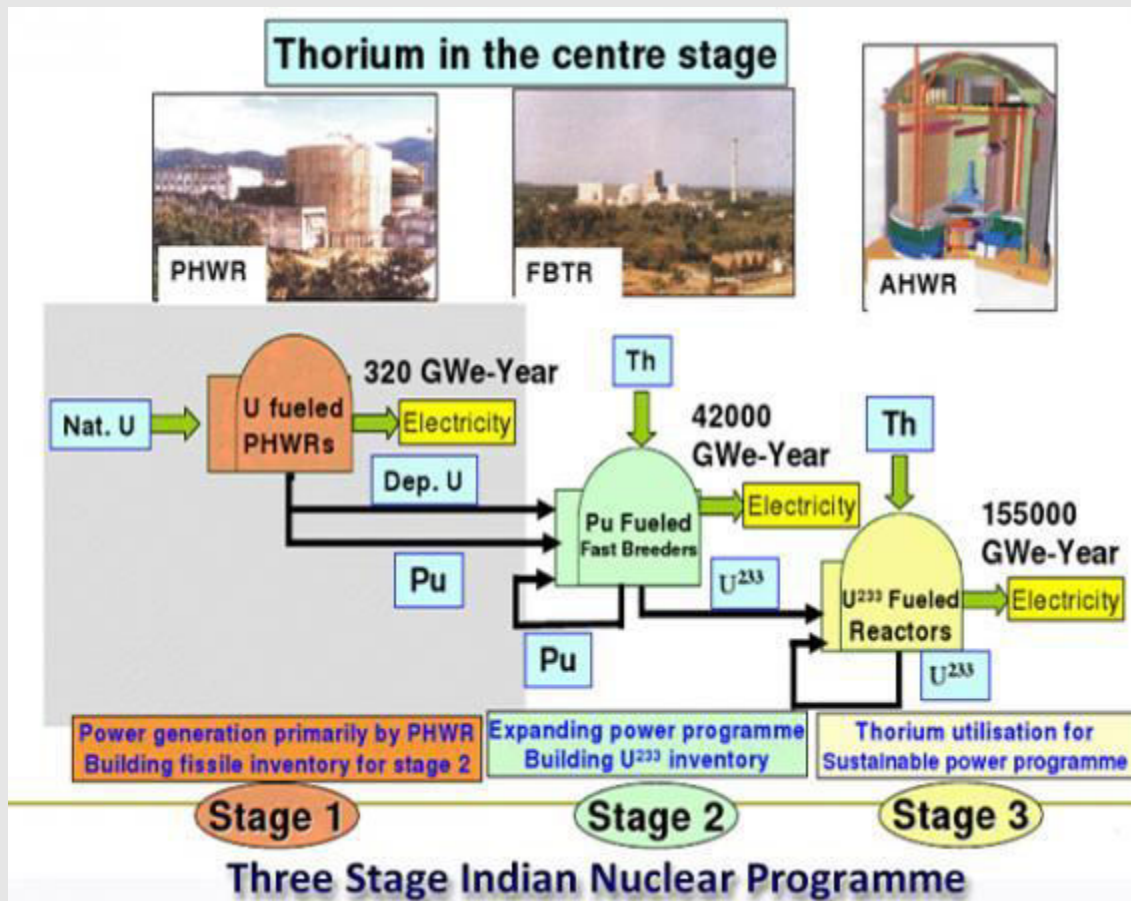 Thorium in the centre stage
PHWR
FBTR
AHWR
Nat. U
U fueled
PHWRs
320 GWe-Year
Electricity
Dep. U
Pu
Th
Pu Fueled
Fast Breeders
42000
GWe-Year
Electricity
Pu
U²³³
Th
U²³³ Fueled
Reactors
155000
GWe-Year
Electricity
U²³³
Power generation primarily by PHWR
Building fissile inventory for stage 2
Expanding power programme
Building U²³³ inventory
Thorium utilisation for
Sustainable power programme
Stage 1
Stage 2
Stage 3
Three Stage Indian Nuclear Programme